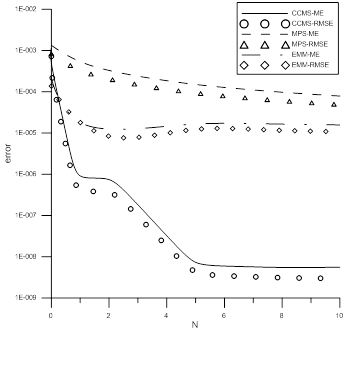 1E-002
1E-003
1E-004
1E-005
1E-006
1E-007
1E-008
1E-009
error
0
2
4
6
8
10
N
CCMS-ME
CCMS-RMSE
MPS-ME
MPS-RMSE
EMM-ME
EMM-RMSE